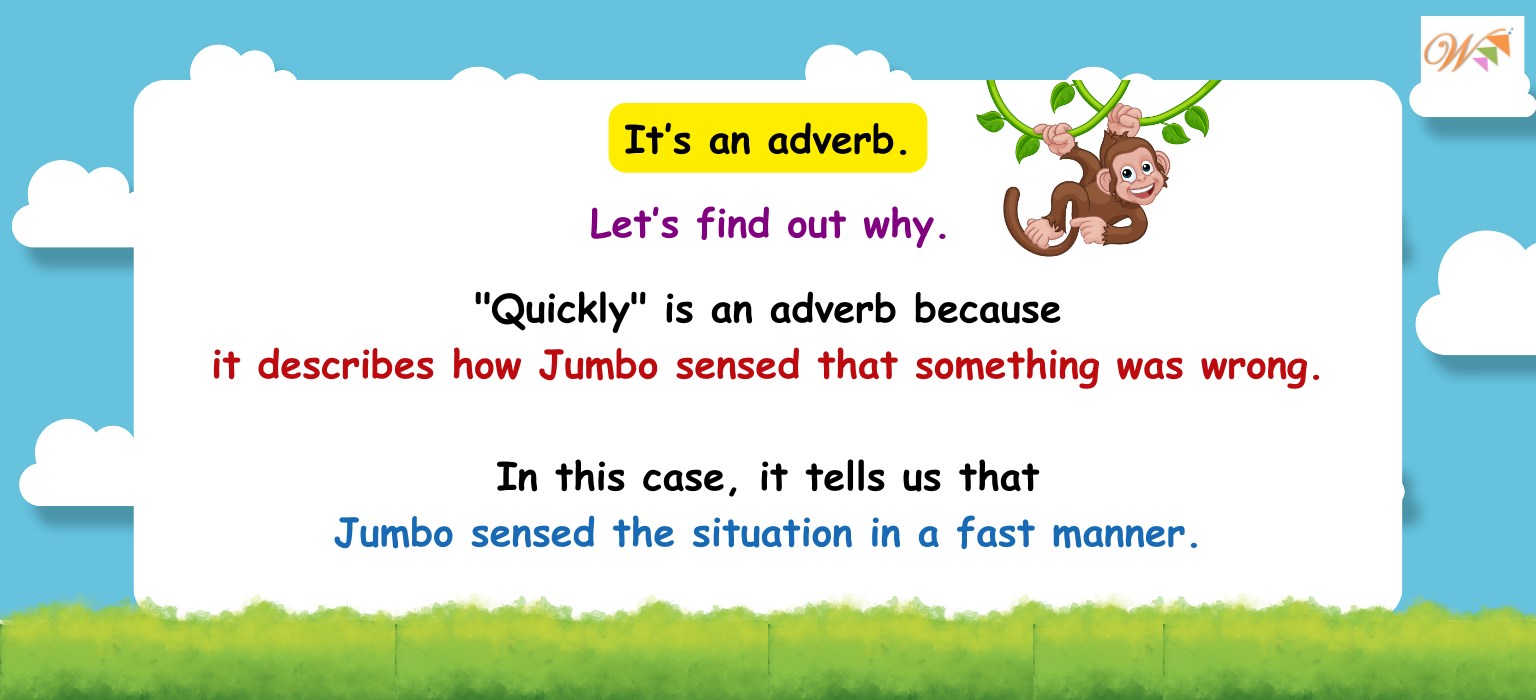 W
It's an adverb.
Let's find out why.
"Quickly" is an adverb because
it describes how Jumbo sensed that something was wrong.
In this case, it tells us that
Jumbo sensed the situation in a fast manner.